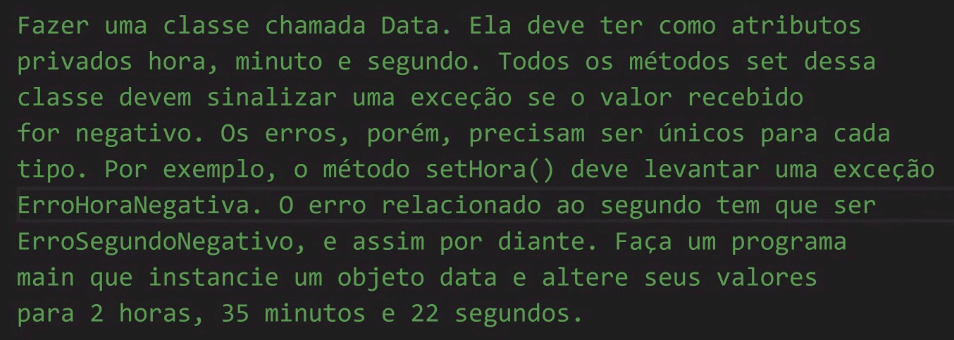 Fazer uma classe chamada Data. Ela deve ter como atributos
privados hora, minuto e segundo. Todos os métodos set dessa
classe devem sinalizar uma exceção se o valor recebido
for negativo. Os erros, porém, precisam ser únicos para cada
tipo. Por exemplo, o método setHora() deve levantar uma exceção
ErroHoraNegativa. O erro relacionado ao segundo tem que ser
ErroSegundoNegativo, e assim por diante. Faça um programa
main que instancie um objeto data e altere seus valores
para 2 horas, 35 minutos e 22 segundos.